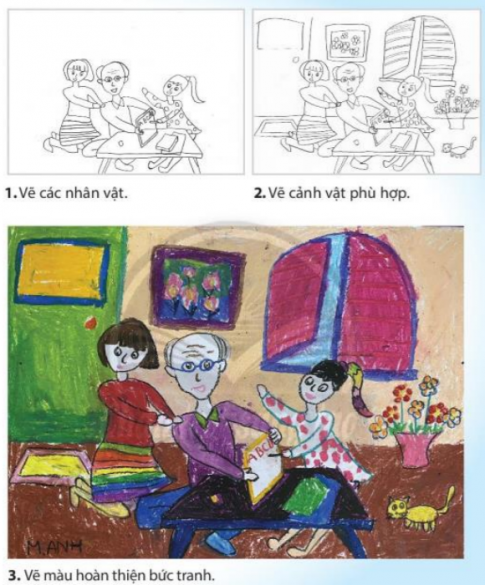 1. Vẽ các nhân vật.
2. Vẽ cảnh vật phù hợp.
ABC
M.ANH
3. Vẽ màu hoàn thiện bức tranh.